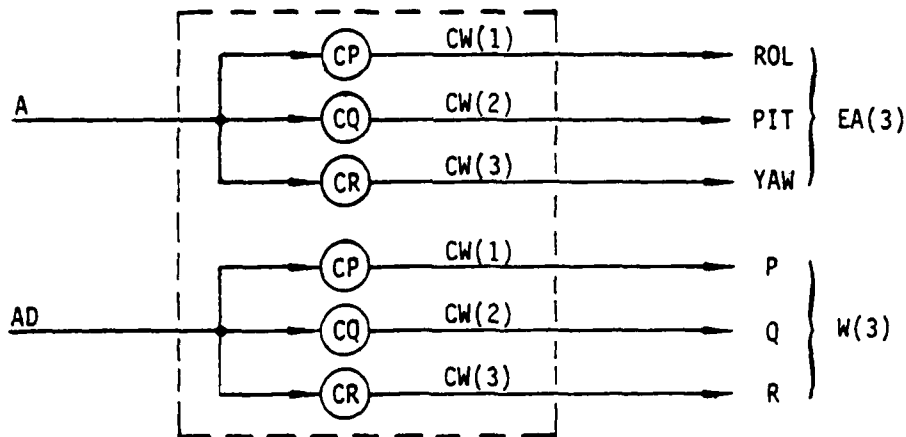 CP CW(1) ROL
A CQ CW(2) PIT EA(3)
CR CW(3) YAW
CP CW(1) P
AD CQ CW(2) Q W(3)
CR CW(3) R